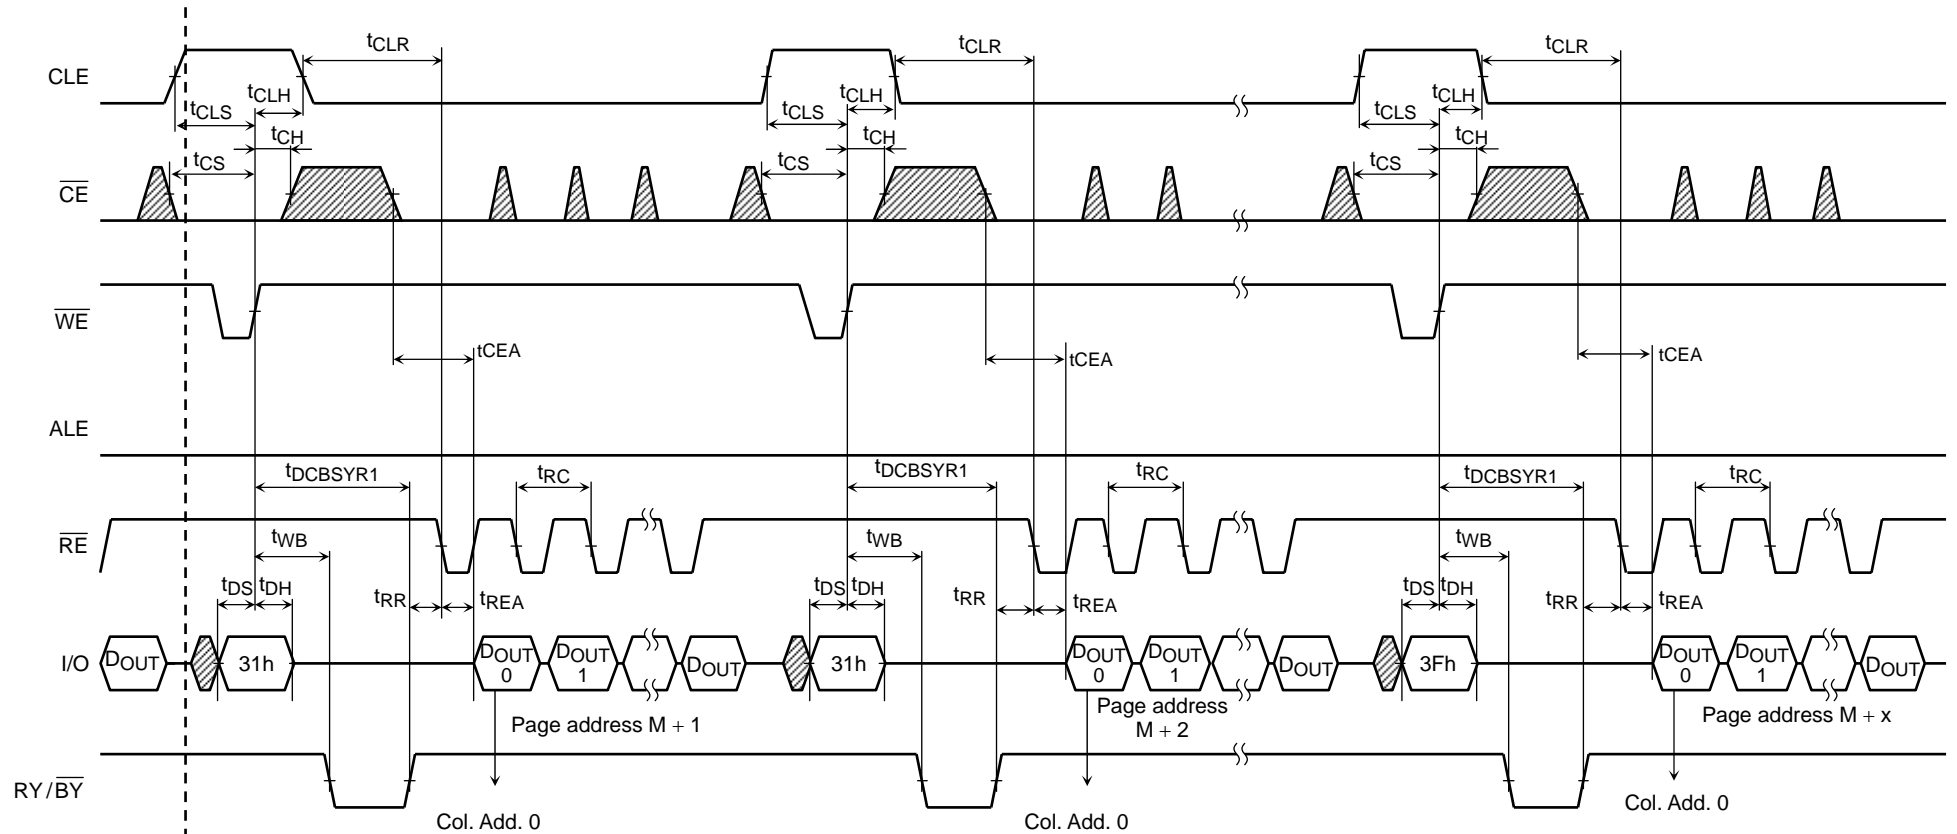 CLE
tCLR
tCLR
tCLR
tCLH
tCLH
tCLH
tCLS
tCLS
tCLS
tCH
tCH
tCH
CE
tCS
tCS
tCS
WE
tCEA
tCEA
tCEA
ALE
tDCBSYR1
tRC
tDCBSYR1
tRC
tDCBSYR1
tRC
RE
tWB
tWB
tWB
tDS
tDH
tRR
tREA
tDS
tDH
tRR
tREA
tDS
tDH
tRR
tREA
I/O
DOUT
31h
DOUT
0
DOUT
1
DOUT
31h
DOUT
0
DOUT
1
DOUT
3Fh
DOUT
0
DOUT
1
DOUT
Page address M + 1
Page address
M + 2
Page address M + x
RY/BY
Col. Add. 0
Col. Add. 0
Col. Add. 0